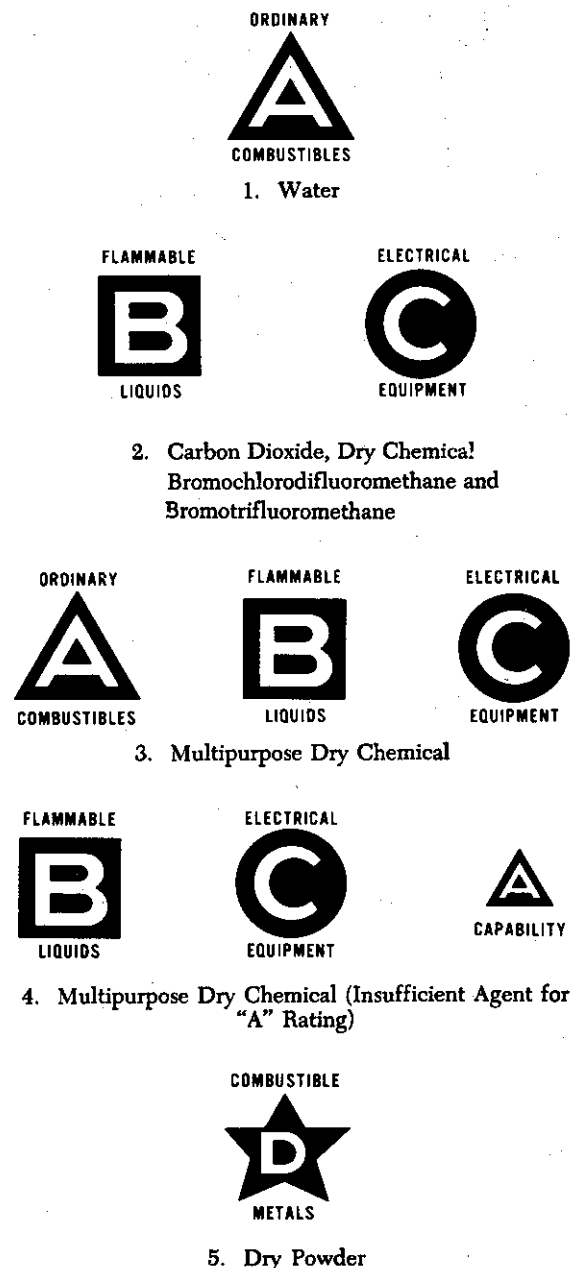 ORDINARY
A
COMBUSTIBLES
1. Water
FLAMMABLE
B
LIQUIDS
ELECTRICAL
C
EQUIPMENT
2. Carbon Dioxide, Dry Chemical
Bromochlorodifluoromethane and
Bromotrifluoromethane
ORDINARY
A
COMBUSTIBLES
FLAMMABLE
B
LIQUIDS
ELECTRICAL
C
EQUIPMENT
3. Multipurpose Dry Chemical
FLAMMABLE
B
LIQUIDS
ELECTRICAL
C
EQUIPMENT
A
CAPABILITY
4. Multipurpose Dry Chemical (Insufficient Agent for
“A” Rating)
COMBUSTIBLE
D
METALS
5. Dry Powder